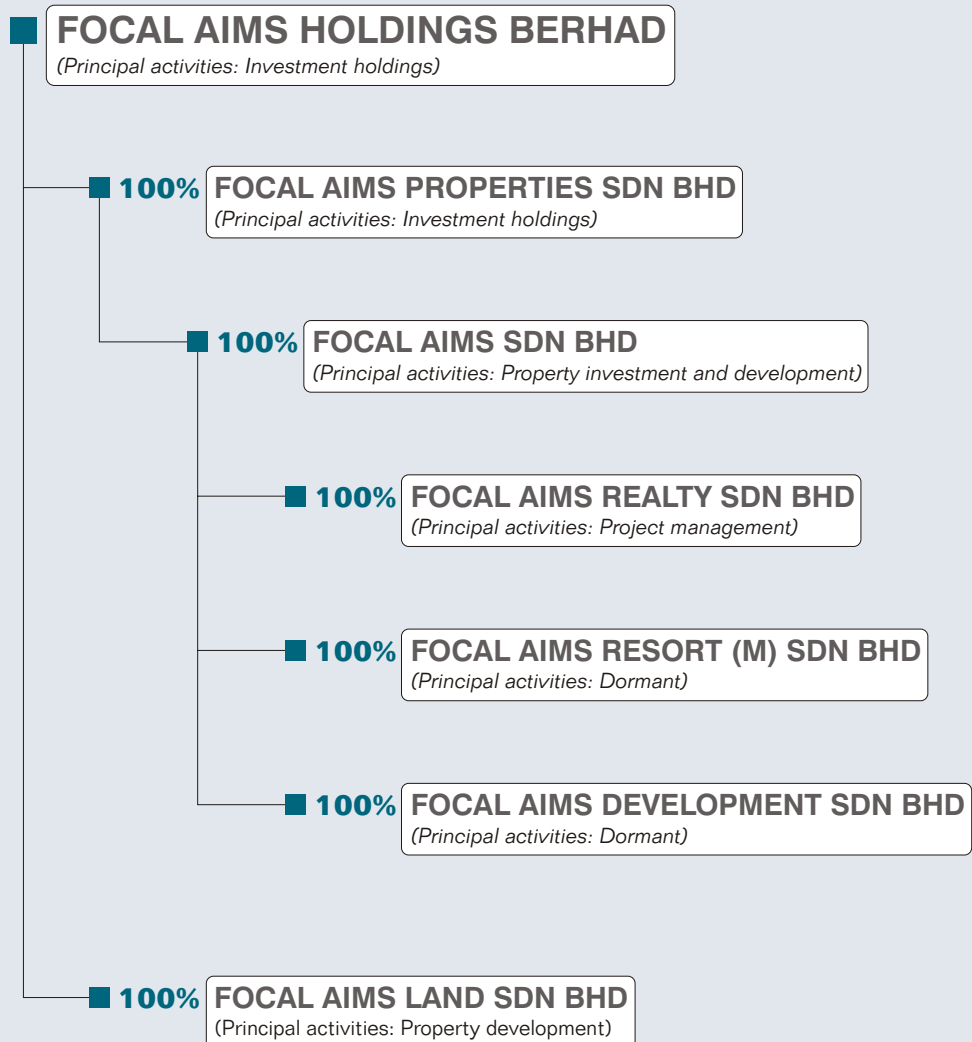 FOCAL AIMS HOLDINGS BERHAD
(Principal activities: Investment holdings)
100% FOCAL AIMS PROPERTIES SDN BHD
(Principal activities: Investment holdings)
100% FOCAL AIMS SDN BHD
(Principal activities: Property investment and development)
100% FOCAL AIMS REALTY SDN BHD
(Principal activities: Project management)
100% FOCAL AIMS RESORT (M) SDN BHD
(Principal activities: Dormant)
100% FOCAL AIMS DEVELOPMENT SDN BHD
(Principal activities: Dormant)
100% FOCAL AIMS LAND SDN BHD
(Principal activities: Property development)